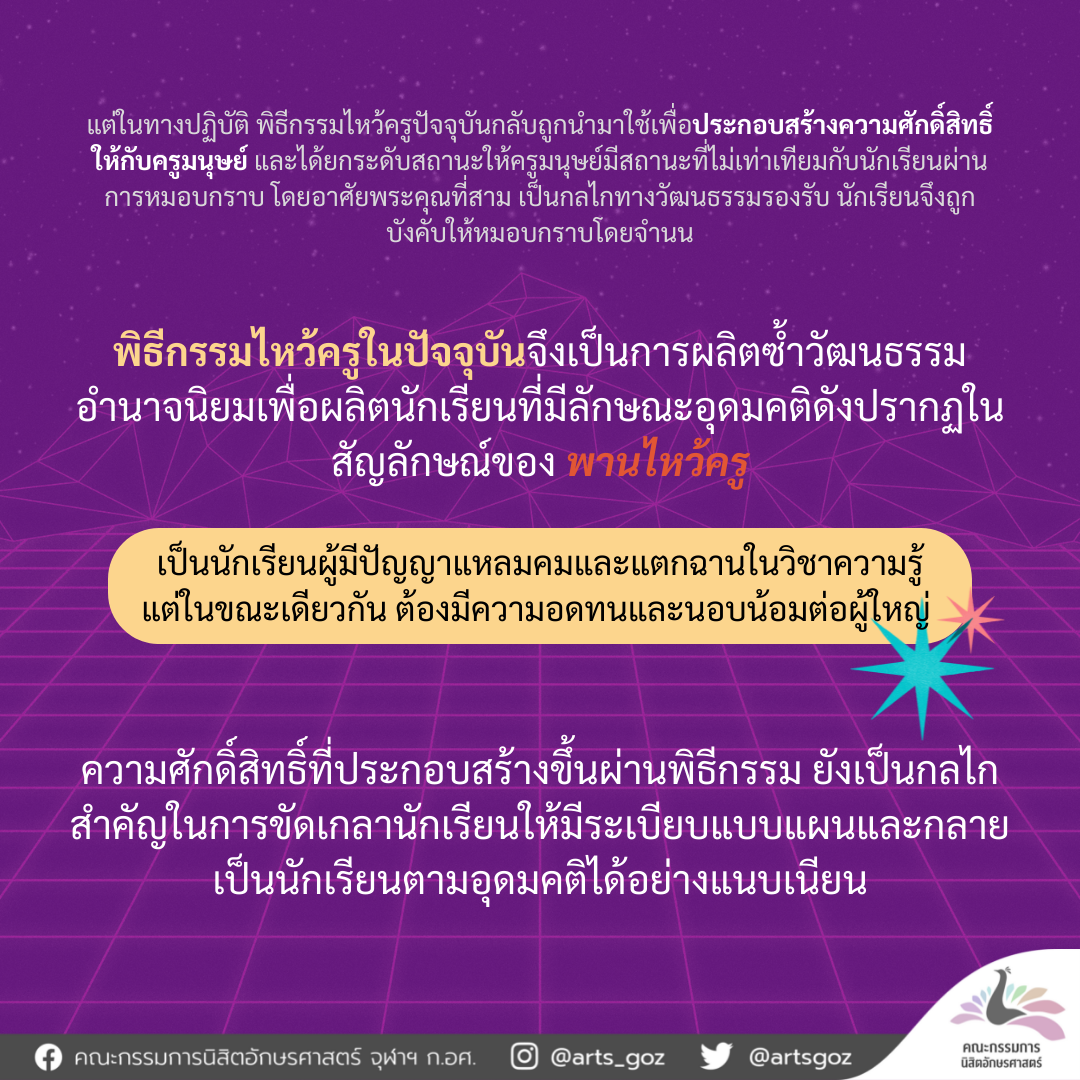 แต่ในทางปฏิบัติ พิธีกรรมไหว้ครูปัจจุบันกลับถูกนำมาใช้เพื่อประกอบสร้างความศักดิ์สิทธิ์
ให้กับครูมนุษย์ และได้ยกระดับสถานะให้ครูมนุษย์มีสถานะที่ไม่เท่าเทียมกับนักเรียนผ่าน
การหมอบกราบ โดยอาศัยพระคุณที่สาม เป็นกลไกทางวัฒนธรรมรองรับ นักเรียนจึงถูก
บังคับให้หมอบกราบโดยจำนน
พิธีกรรมไหว้ครูในปัจจุบันจึงเป็นการผลิตซ้ำวัฒนธรรม
อำนาจนิยมเพื่อผลิตนักเรียนที่มีลักษณะอุดมคติดังปรากฏใน
สัญลักษณ์ของ พานไหว้ครู
เป็นนักเรียนผู้มีปัญญาแหลมคมและแตกฉานในวิชาความรู้
แต่ในขณะเดียวกัน ต้องมีความอดทนและนอบน้อมต่อผู้ใหญ่
ความศักดิ์สิทธิ์ที่ประกอบสร้างขึ้นผ่านพิธีกรรม ยังเป็นกลไก
สำคัญในการขัดเกลานักเรียนให้มีระเบียบแบบแผนและกลาย
เป็นนักเรียนตามอุดมคติได้อย่างแนบเนียน
คณะกรรมการนิสิตอักษรศาสตร์ จุฬาฯ ก.อศ. @arts_goz @artsgoz
คณะกรรมการ
นิสิตอักษรศาสตร์